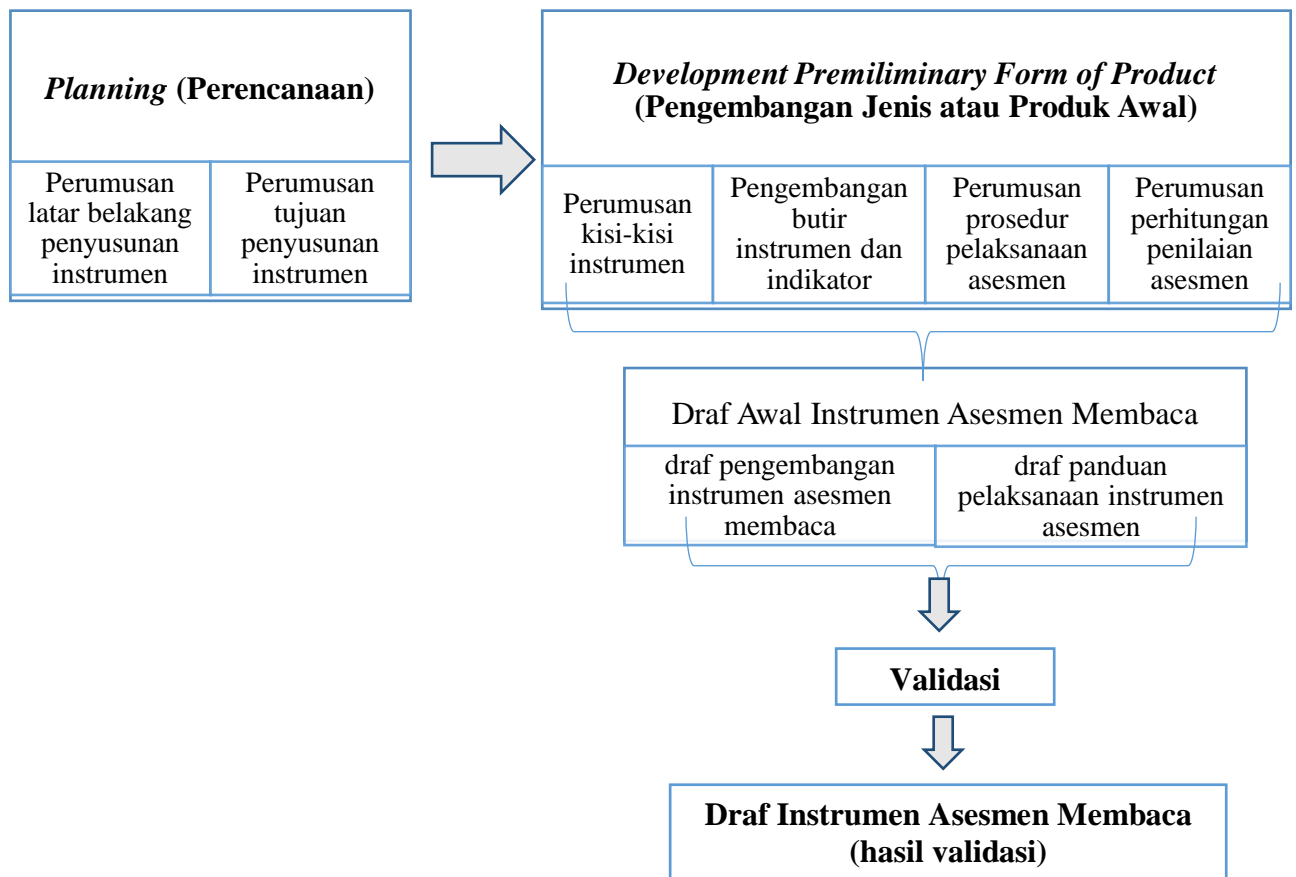 Planning (Perencanaan)
Perumusan
latar belakang
penyusunan
instrumen
Perumusan
tujuan
penyusunan
instrumen
Development Premiliminary Form of Product
(Pengembangan Jenis atau Produk Awal)
Perumusan
kisi-kisi
instrumen
Pengembangan
butir
instrumen dan
indikator
Perumusan
prosedur
pelaksanaan
asesmen
Perumusan
perhitungan
penilaian
asesmen
Draf Awal Instrumen Asesmen Membaca
draf pengembangan
instrumen asesmen
membaca
draf panduan
pelaksanaan instrumen
asesmen
Validasi
Draf Instrumen Asesmen Membaca
(hasil validasi)